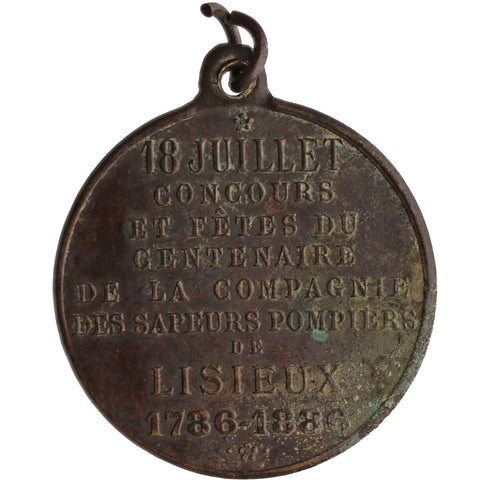 18 JUILLET
CONCOURS
ET FÊTES DU
CENTENAIRE
DE LA COMPAGNIE
DES SAPEURS POMPIERS
DE
LISIEUX
1786-1886